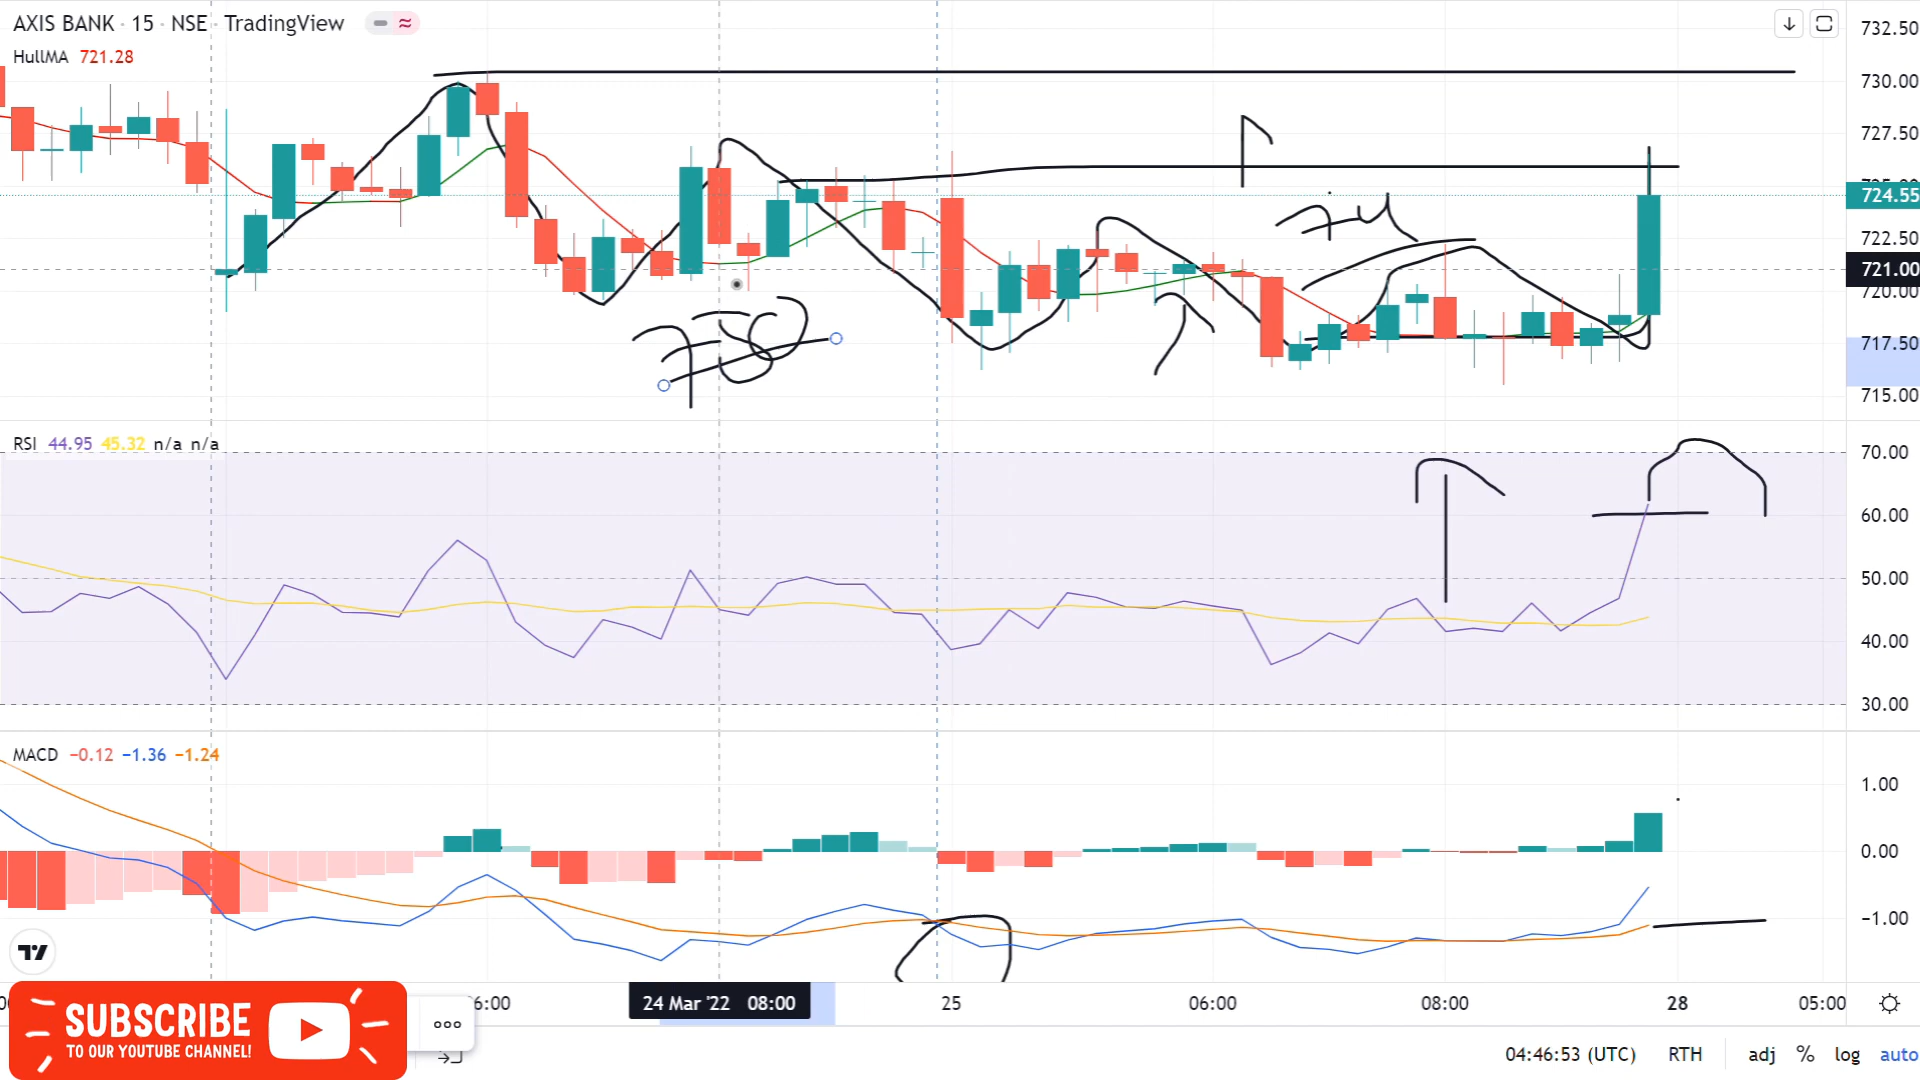 AXIS BANK · 15 · NSE · TradingView
HullMA 721.28
732.50
730.00
727.50
724.55
722.50
721.00
720.00
717.50
715.00
RSI 44.95 45.32 n/a n/a
70.00
60.00
50.00
40.00
30.00
MACD −0.12 −1.36 −1.24
1.00
0.00
−1.00
24 Mar '22 08:00
25
06:00
08:00
28
05:00
SUBSCRIBE
TO OUR YOUTUBE CHANNEL!
04:46:53 (UTC)
RTH
adj
%
log
auto